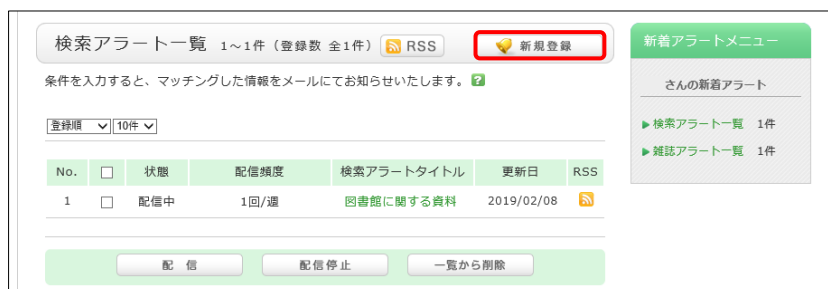 検索アラート一覧 1～1件（登録数 全1件） RSS 新規登録
条件を入力すると、マッチングした情報をメールにてお知らせいたします。 ?
登録順 10件
No. 状態 配信頻度 検索アラートタイトル 更新日 RSS
1 配信中 1回/週 図書館に関する資料 2019/02/08
配 信 配信停止 一覧から削除
新着アラートメニュー
さんの新着アラート
検索アラート一覧 1件
雑誌アラート一覧 1件